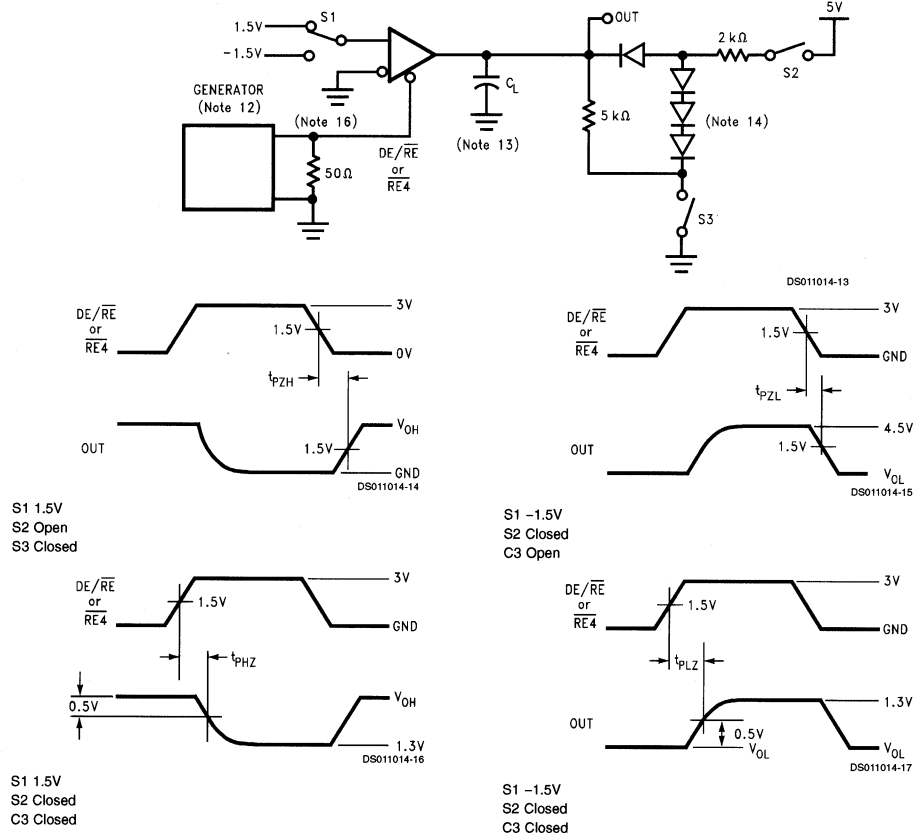 1.5V
S1
-1.5V
OUT
5V
2 kΩ
S2
GENERATOR
(Note 12)
(Note 16)
50Ω
DE/RE
or
RE4
CL
(Note 13)
5 kΩ
(Note 14)
S3
DS011014-13
DE/RE
or
RE4
3V
1.5V
0V
tPZH
OUT
VOH
1.5V
GND
DS011014-14
S1 1.5V
S2 Open
S3 Closed
DE/RE
or
RE4
3V
1.5V
GND
tPZL
OUT
4.5V
1.5V
VOL
DS011014-15
S1 −1.5V
S2 Closed
C3 Open
DE/RE
or
RE4
3V
1.5V
GND
tPHZ
0.5V
VOH
1.3V
DS011014-16
S1 1.5V
S2 Closed
C3 Closed
DE/RE
or
RE4
3V
1.5V
GND
tPLZ
OUT
1.3V
0.5V
VOL
VOL
DS011014-17
S1 −1.5V
S2 Closed
C3 Closed